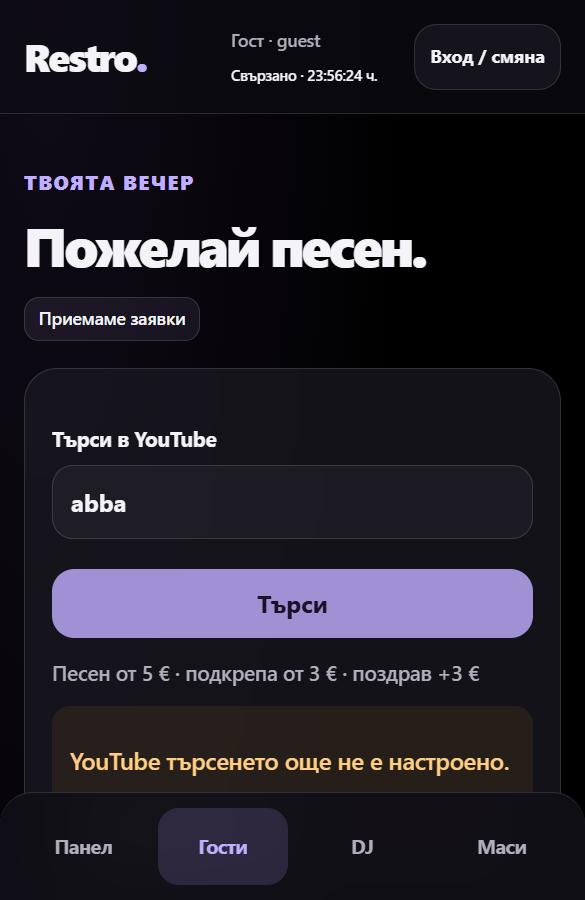 Restro.
Гост · guest
Свързано · 23:56:24 ч.
Вход / смяна
ТВОЯТА ВЕЧЕР
Пожелай песен.
Приемаме заявки
Търси в YouTube
abba
Търси
Песен от 5 € · подкрепа от 3 € · поздрав +3 €
YouTube търсенето още не е настроено.
Панел
Гости
DJ
Маси